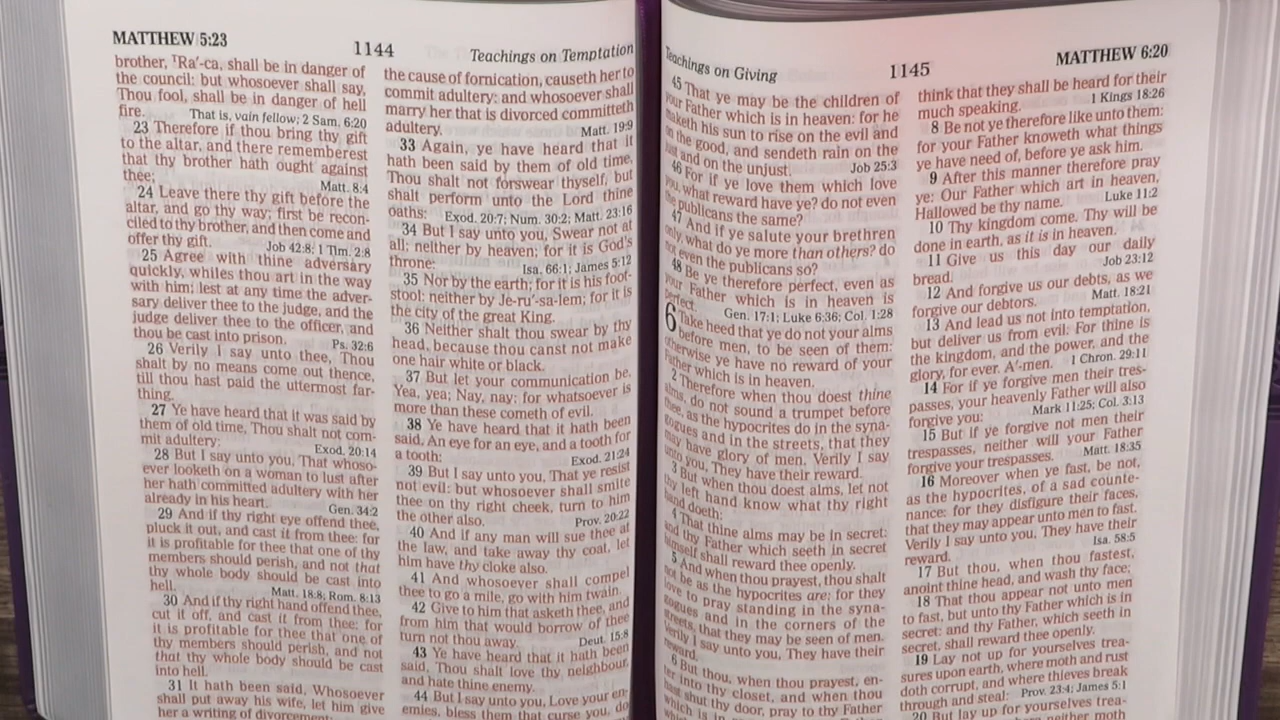 MATTHEW 5:23
1144
Teachings on Temptation
brother, Ra'-ca, shall be in danger of
the council: but whosoever shall say,
Thou fool, shall be in danger of hell
fire. That is, vain fellow; 2 Sam. 6:20
23 Therefore if thou bring thy gift
to the altar, and there rememberest
that thy brother hath ought against
thee; Matt. 8:4
24 Leave there thy gift before the
altar, and go thy way; first be recon-
ciled to thy brother, and then come and
offer thy gift. Job 42:8; 1 Tim. 2:8
25 Agree with thine adversary
quickly, whiles thou art in the way
with him; lest at any time the adver-
sary deliver thee to the judge, and the
judge deliver thee to the officer, and
thou be cast into prison. Ps. 32:6
26 Verily I say unto thee, Thou
shalt by no means come out thence,
till thou hast paid the uttermost far-
thing.
27 Ye have heard that it was said by
them of old time, Thou shalt not com-
mit adultery: Exod. 20:14
28 But I say unto you, That whoso-
ever looketh on a woman to lust after
her hath committed adultery with her
already in his heart. Gen. 34:2
29 And if thy right eye offend thee,
pluck it out, and cast it from thee: for
it is profitable for thee that one of thy
members should perish, and not that
thy whole body should be cast into
hell. Matt. 18:8; Rom. 8:13
30 And if thy right hand offend thee,
cut it off, and cast it from thee: for
it is profitable for thee that one of
thy members should perish, and not
that thy whole body should be cast
into hell.
31 It hath been said, Whosoever
shall put away his wife, let him give
her a writing of divorcement:
the cause of fornication, causeth her to
commit adultery: and whosoever shall
marry her that is divorced committeth
adultery. Matt. 19:9
33 Again, ye have heard that it
hath been said by them of old time,
Thou shalt not forswear thyself, but
shalt perform unto the Lord thine
oaths: Exod. 20:7; Num. 30:2; Matt. 23:16
34 But I say unto you, Swear not at
all; neither by heaven; for it is God's
throne: Isa. 66:1; James 5:12
35 Nor by the earth; for it is his foot-
stool: neither by Je-ru'-sa-lem; for it is
the city of the great King.
36 Neither shalt thou swear by thy
head, because thou canst not make
one hair white or black.
37 But let your communication be,
Yea, yea; Nay, nay: for whatsoever is
more than these cometh of evil.
38 Ye have heard that it hath been
said, An eye for an eye, and a tooth for
a tooth: Exod. 21:24
39 But I say unto you, That ye resist
not evil: but whosoever shall smite
thee on thy right cheek, turn to him
the other also. Prov. 20:22
40 And if any man will sue thee at
the law, and take away thy coat, let
him have thy cloke also.
41 And whosoever shall compel
thee to go a mile, go with him twain.
42 Give to him that asketh thee, and
from him that would borrow of thee
turn not thou away. Deut. 15:8
43 Ye have heard that it hath been
said, Thou shalt love thy neighbour,
and hate thine enemy.
44 But I say unto you, Love your en-
emies, bless them that curse you, do
Teachings on Giving
1145
MATTHEW 6:20
45 That ye may be the children of
your Father which is in heaven: for he
maketh his sun to rise on the evil and
on the good, and sendeth rain on the
just and on the unjust. Job 25:3
46 For if ye love them which love
you, what reward have ye? do not even
the publicans the same?
47 And if ye salute your brethren
only, what do ye more than others? do
not even the publicans so?
48 Be ye therefore perfect, even as
your Father which is in heaven is
perfect. Gen. 17:1; Luke 6:36; Col. 1:28
6 Take heed that ye do not your alms
before men, to be seen of them:
otherwise ye have no reward of your
Father which is in heaven.
2 Therefore when thou doest thine
alms, do not sound a trumpet before
thee, as the hypocrites do in the syna-
gogues and in the streets, that they
may have glory of men. Verily I say
unto you, They have their reward.
3 But when thou doest alms, let not
thy left hand know what thy right
hand doeth:
4 That thine alms may be in secret:
and thy Father which seeth in secret
himself shall reward thee openly.
5 And when thou prayest, thou shalt
not be as the hypocrites are: for they
love to pray standing in the syna-
gogues and in the corners of the
streets, that they may be seen of men.
Verily I say unto you, They have their
reward.
6 But thou, when thou prayest, en-
ter into thy closet, and when thou
hast shut thy door, pray to thy Father
which is in
think that they shall be heard for their
much speaking. 1 Kings 18:26
8 Be not ye therefore like unto them:
for your Father knoweth what things
ye have need of, before ye ask him.
9 After this manner therefore pray
ye: Our Father which art in heaven,
Hallowed be thy name. Luke 11:2
10 Thy kingdom come. Thy will be
done in earth, as it is in heaven.
11 Give us this day our daily
bread. Job 23:12
12 And forgive us our debts, as we
forgive our debtors. Matt. 18:21
13 And lead us not into temptation,
but deliver us from evil: For thine is
the kingdom, and the power, and the
glory, for ever. A'-men. 1 Chron. 29:11
14 For if ye forgive men their tres-
passes, your heavenly Father will also
forgive you: Mark 11:25; Col. 3:13
15 But if ye forgive not men their
trespasses, neither will your Father
forgive your trespasses. Matt. 18:35
16 Moreover when ye fast, be not,
as the hypocrites, of a sad counte-
nance: for they disfigure their faces,
that they may appear unto men to fast.
Verily I say unto you, They have their
reward. Isa. 58:5
17 But thou, when thou fastest,
anoint thine head, and wash thy face;
18 That thou appear not unto men
to fast, but unto thy Father which is in
secret: and thy Father, which seeth in
secret, shall reward thee openly.
19 Lay not up for yourselves trea-
sures upon earth, where moth and rust
doth corrupt, and where thieves break
through and steal: Prov. 23:4; James 5:1
20 But lay up for yourselves trea-
neither moth